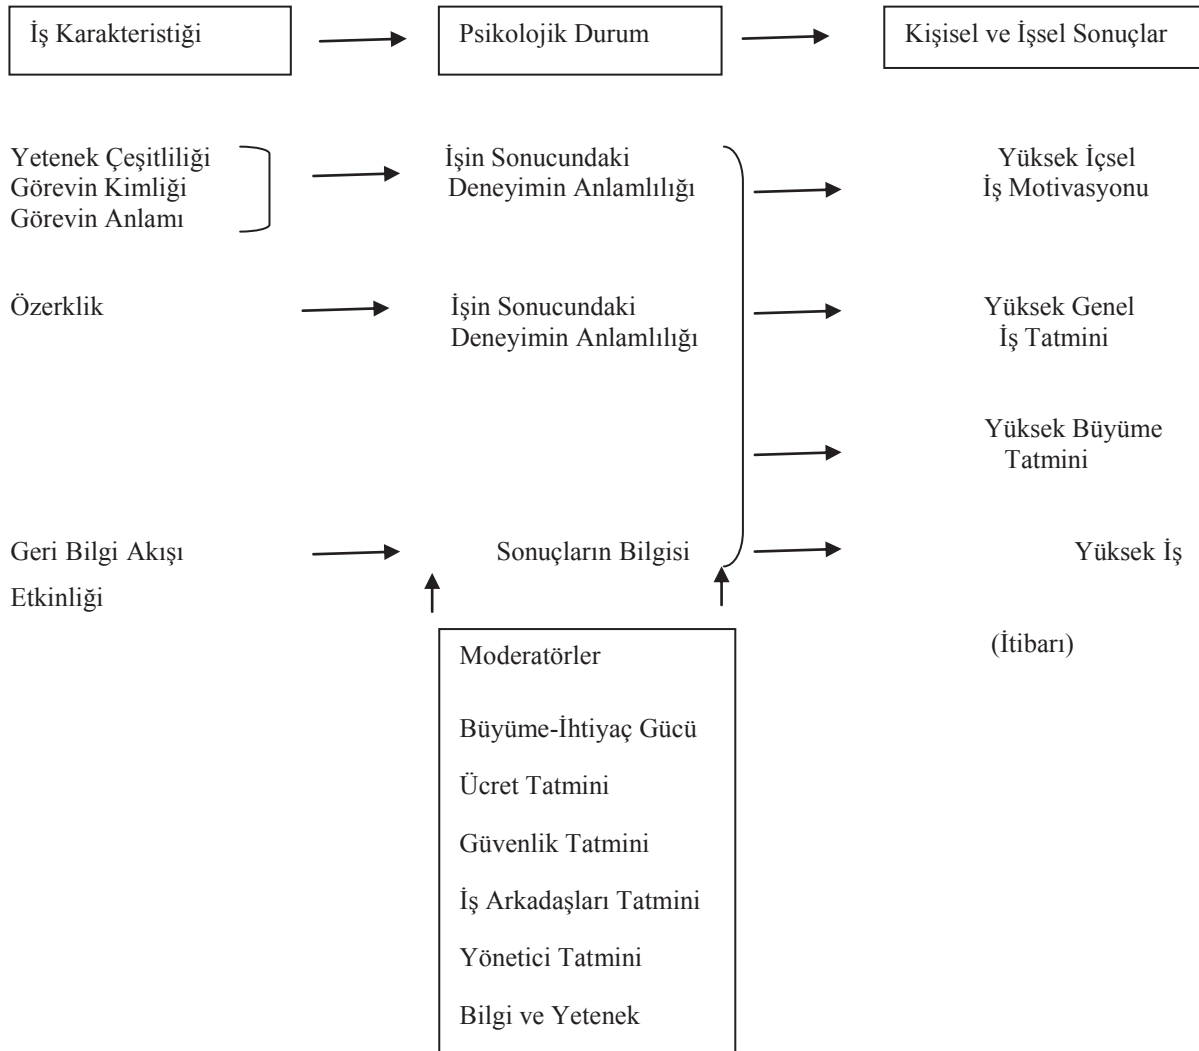 İş Karakteristiği
Psikolojik Durum
Kişisel ve İşsel Sonuçlar
Yetenek Çeşitliliği
Görevin Kimliği
Görevin Anlamı
İşin Sonucundaki
Deneyimin Anlamlılığı
Yüksek İçsel
İş Motivasyonu
Özerklik
İşin Sonucundaki
Deneyimin Anlamlılığı
Yüksek Genel
İş Tatmini
Yüksek Büyüme
Tatmini
Geri Bilgi Akışı
Etkinliği
Sonuçların Bilgisi
Yüksek İş
(İtibarı)
Moderatörler
Büyüme-İhtiyaç Gücü
Ücret Tatmini
Güvenlik Tatmini
İş Arkadaşları Tatmini
Yönetici Tatmini
Bilgi ve Yetenek